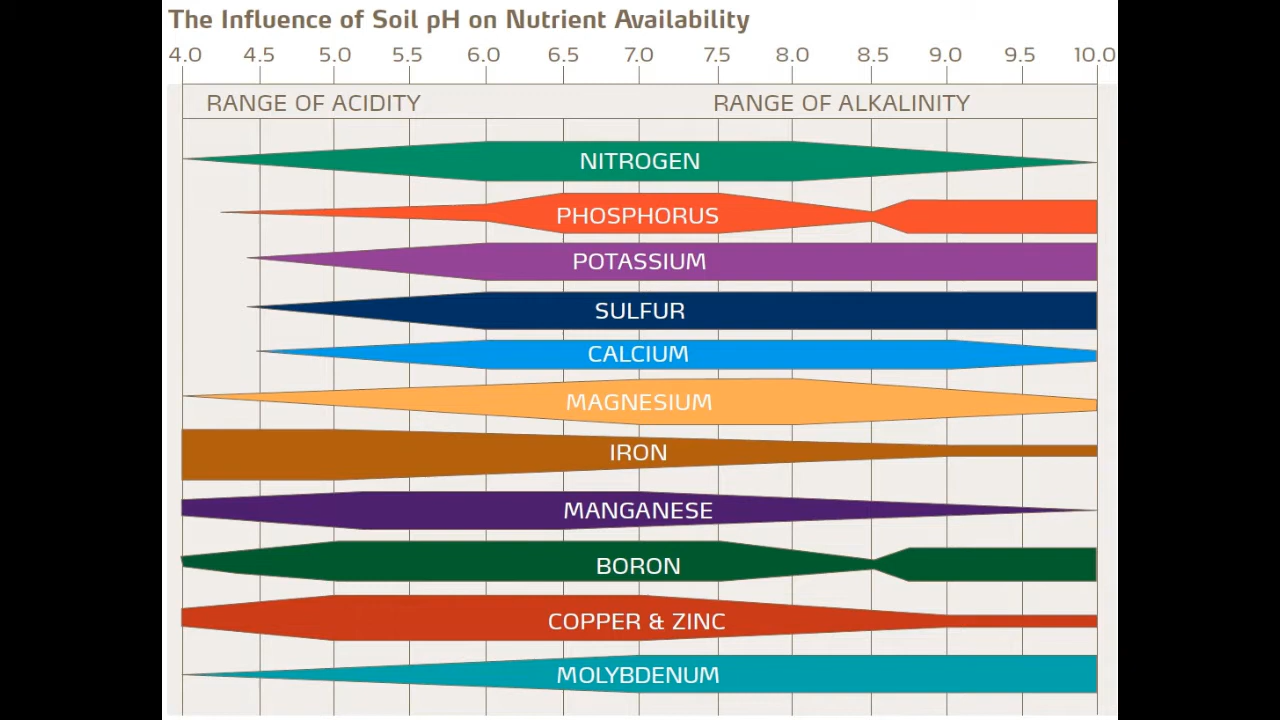 The Influence of Soil pH on Nutrient Availability
4.0 4.5 5.0 5.5 6.0 6.5 7.0 7.5 8.0 8.5 9.0 9.5 10.0
RANGE OF ACIDITY RANGE OF ALKALINITY
NITROGEN
PHOSPHORUS
POTASSIUM
SULFUR
CALCIUM
MAGNESIUM
IRON
MANGANESE
BORON
COPPER & ZINC
MOLYBDENUM